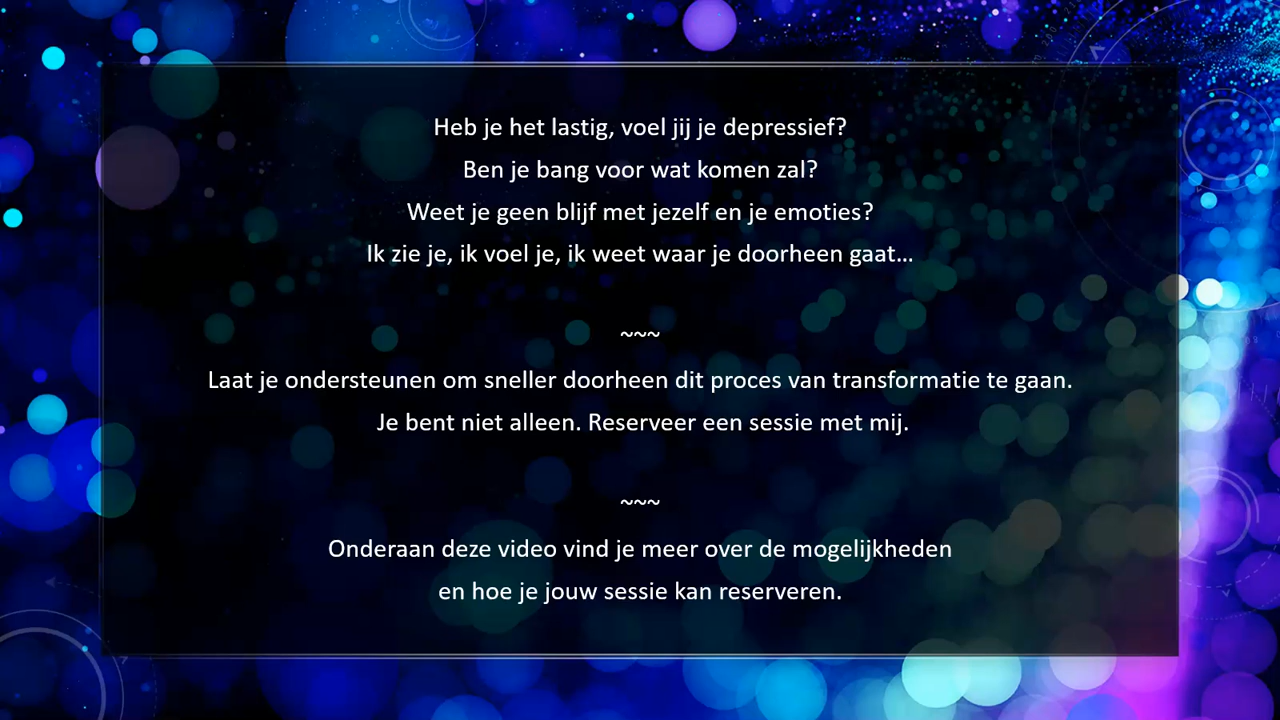 Heb je het lastig, voel jij je depressief?
Ben je bang voor wat komen zal?
Weet je geen blijf met jezelf en je emoties?
Ik zie je, ik voel je, ik weet waar je doorheen gaat...
~~~
Laat je ondersteunen om sneller doorheen dit proces van transformatie te gaan.
Je bent niet alleen. Reserveer een sessie met mij.
~~~
Onderaan deze video vind je meer over de mogelijkheden
en hoe je jouw sessie kan reserveren.